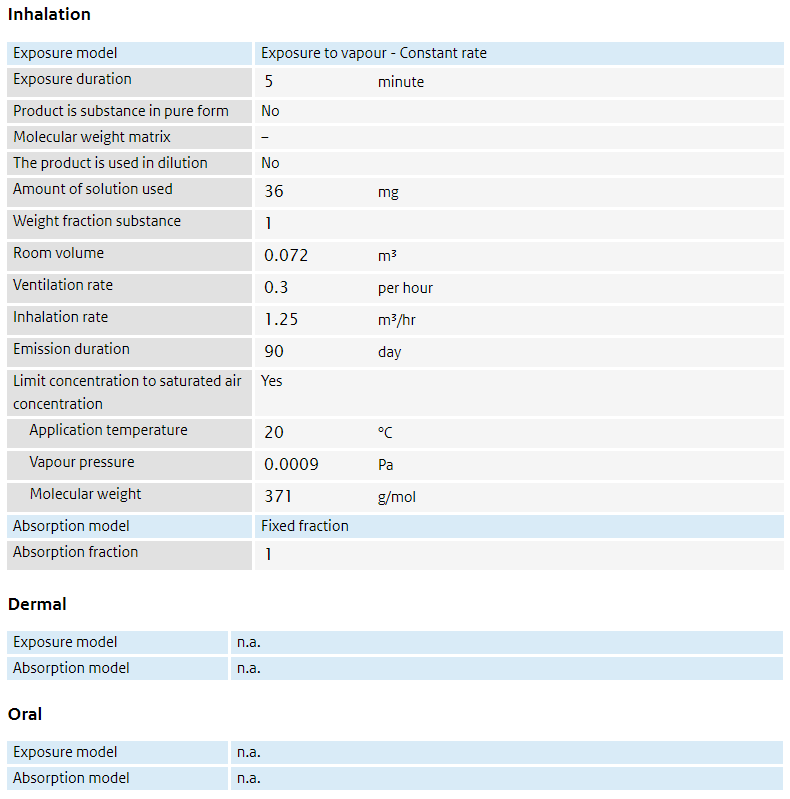 Inhalation
Exposure model Exposure to vapour - Constant rate
Exposure duration 5 minute
Product is substance in pure form No
Molecular weight matrix –
The product is used in dilution No
Amount of solution used 36 mg
Weight fraction substance 1
Room volume 0.072 m³
Ventilation rate 0.3 per hour
Inhalation rate 1.25 m³/hr
Emission duration 90 day
Limit concentration to saturated air Yes
concentration
Application temperature 20 °C
Vapour pressure 0.0009 Pa
Molecular weight 371 g/mol
Absorption model Fixed fraction
Absorption fraction 1
Dermal
Exposure model n.a.
Absorption model n.a.
Oral
Exposure model n.a.
Absorption model n.a.